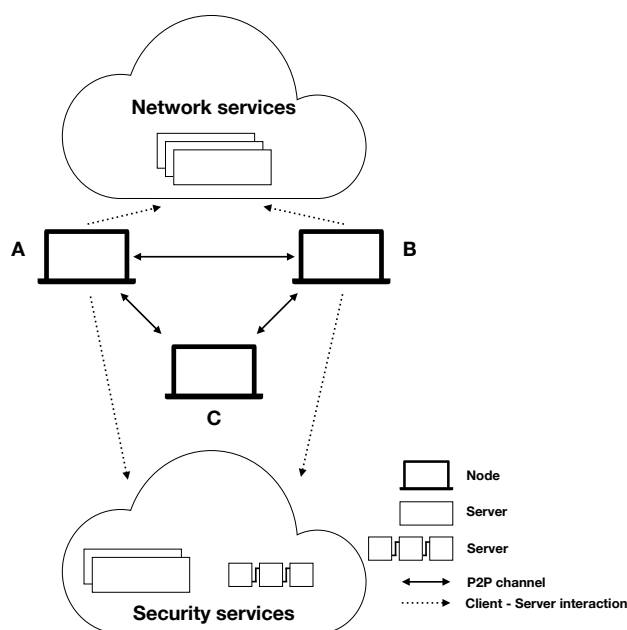 Network services
A
B
C
Node
Server
Server
P2P channel
Client - Server interaction
Security services